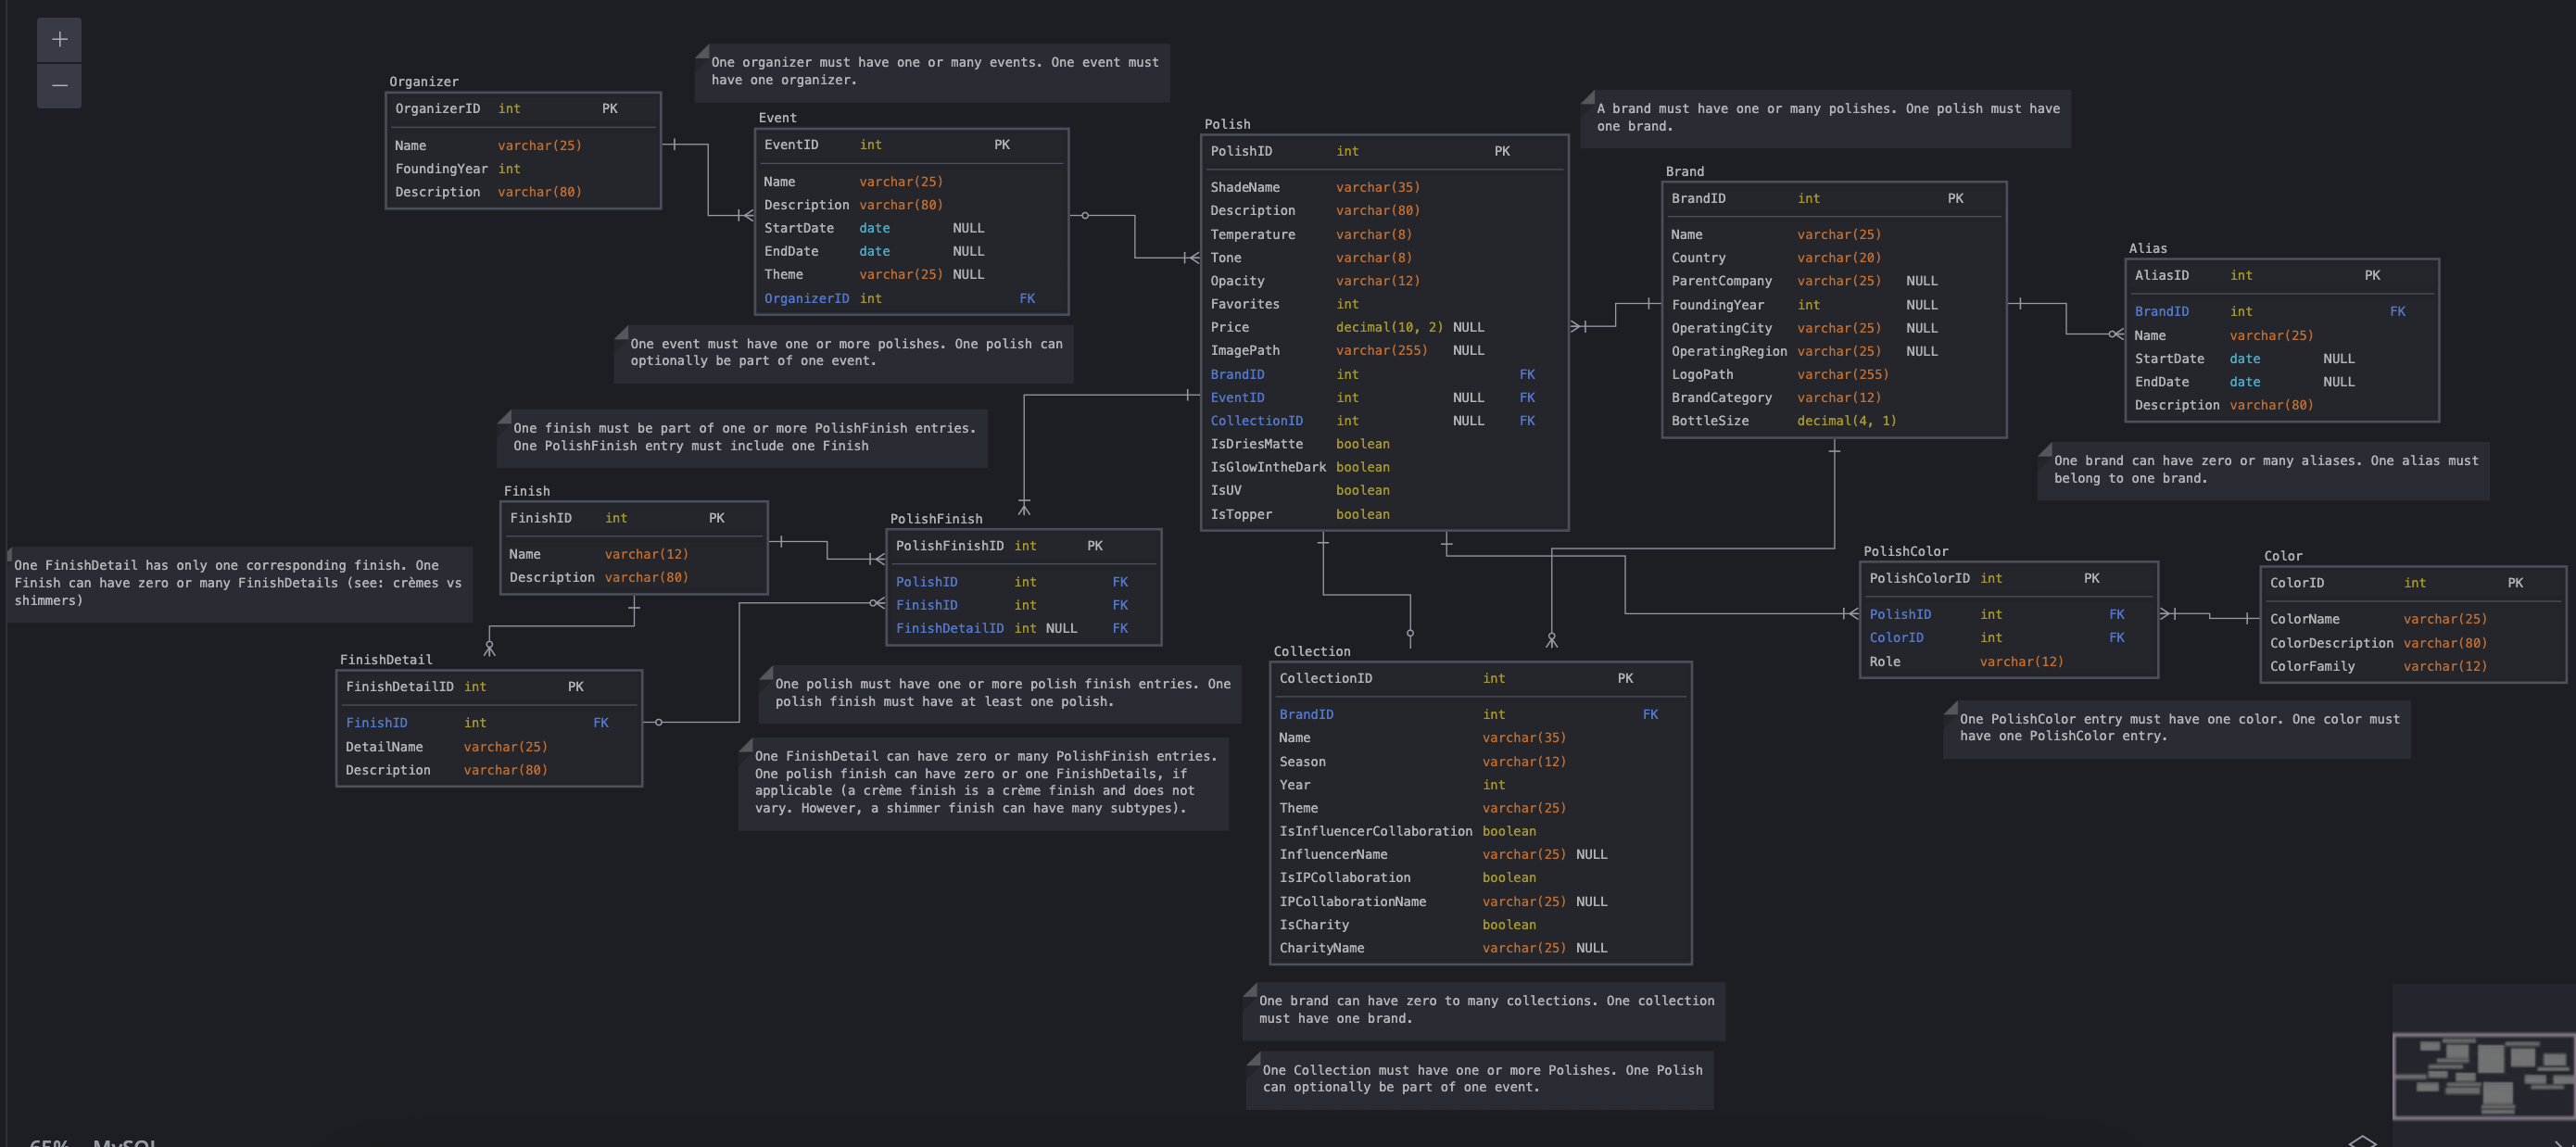 +
−
Organizer
OrganizerID int PK
Name varchar(25)
FoundingYear int
Description varchar(80)
One organizer must have one or many events. One event must
have one organizer.
Event
EventID int PK
Name varchar(25)
Description varchar(80)
StartDate date NULL
EndDate date NULL
Theme varchar(25) NULL
OrganizerID int FK
One event must have one or more polishes. One polish can
optionally be part of one event.
Polish
PolishID int PK
ShadeName varchar(35)
Description varchar(80)
Temperature varchar(8)
Tone varchar(8)
Opacity varchar(12)
Favorites int
Price decimal(10, 2) NULL
ImagePath varchar(255) NULL
BrandID int FK
EventID int NULL FK
CollectionID int NULL FK
IsDriesMatte boolean
IsGlowIntheDark boolean
IsUV boolean
IsTopper boolean
A brand must have one or many polishes. One polish must have
one brand.
Brand
BrandID int PK
Name varchar(25)
Country varchar(20)
ParentCompany varchar(25) NULL
FoundingYear int NULL
OperatingCity varchar(25) NULL
OperatingRegion varchar(25) NULL
LogoPath varchar(255)
BrandCategory varchar(12)
BottleSize decimal(4, 1)
Alias
AliasID int PK
BrandID int FK
Name varchar(25)
StartDate date NULL
EndDate date NULL
Description varchar(80)
One brand can have zero or many aliases. One alias must
belong to one brand.
One finish must be part of one or more PolishFinish entries.
One PolishFinish entry must include one Finish
Finish
FinishID int PK
Name varchar(12)
Description varchar(80)
PolishFinish
PolishFinishID int PK
PolishID int FK
FinishID int FK
FinishDetailID int NULL FK
One FinishDetail has only one corresponding finish. One
Finish can have zero or many FinishDetails (see: crèmes vs
shimmers)
FinishDetail
FinishDetailID int PK
FinishID int FK
DetailName varchar(25)
Description varchar(80)
One polish must have one or more polish finish entries. One
polish finish must have at least one polish.
One FinishDetail can have zero or many PolishFinish entries.
One polish finish can have zero or one FinishDetails, if
applicable (a crème finish is a crème finish and does not
vary. However, a shimmer finish can have many subtypes).
Collection
CollectionID int PK
BrandID int FK
Name varchar(35)
Season varchar(12)
Year int
Theme varchar(25)
IsInfluencerCollaboration boolean
InfluencerName varchar(25) NULL
IsIPCollaboration boolean
IPCollaborationName varchar(25) NULL
IsCharity boolean
CharityName varchar(25) NULL
One brand can have zero to many collections. One collection
must have one brand.
One Collection must have one or more Polishes. One Polish
can optionally be part of one event.
PolishColor
PolishColorID int PK
PolishID int FK
ColorID int FK
Role varchar(12)
Color
ColorID int PK
ColorName varchar(25)
ColorDescription varchar(80)
ColorFamily varchar(12)
One PolishColor entry must have one color. One color must
have one PolishColor entry.
65% MySQL